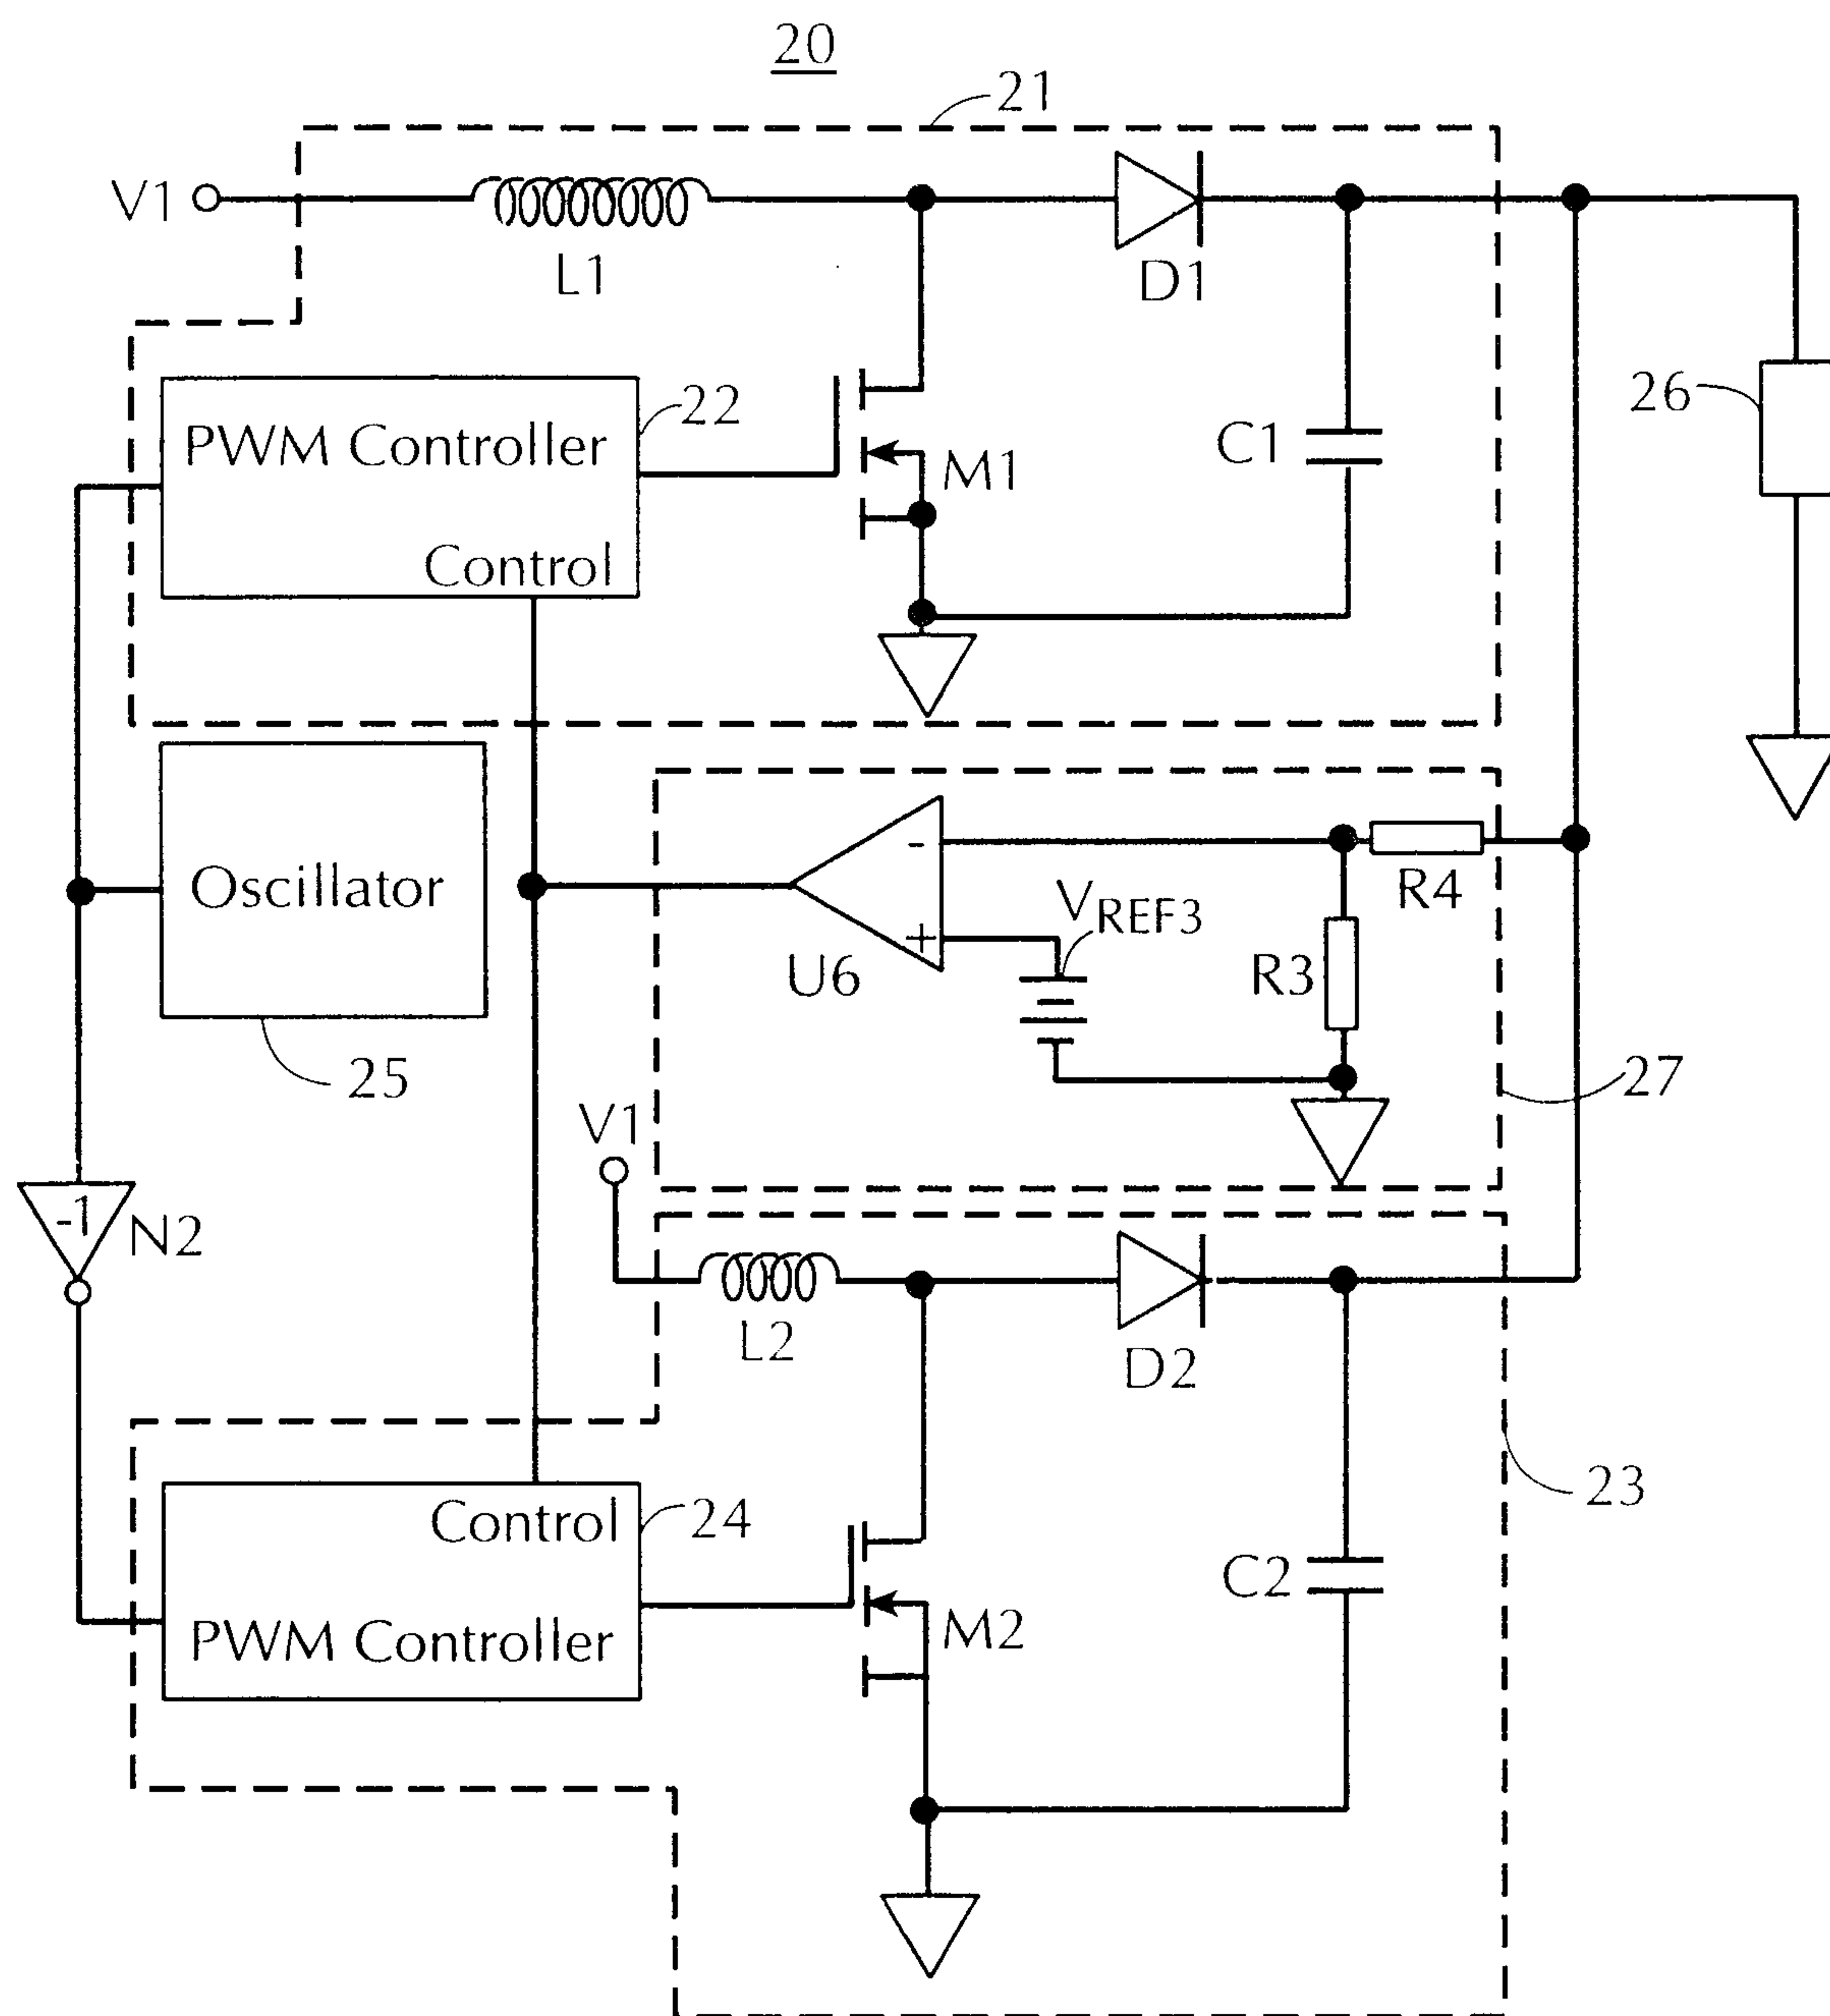 20
21
V1
L1
D1
22
PWM Controller
Control
M1
C1
26
Oscillator
25
-
+
U6
VREF3
R4
R3
27
V1
-1
N2
L2
D2
23
Control
24
PWM Controller
M2
C2